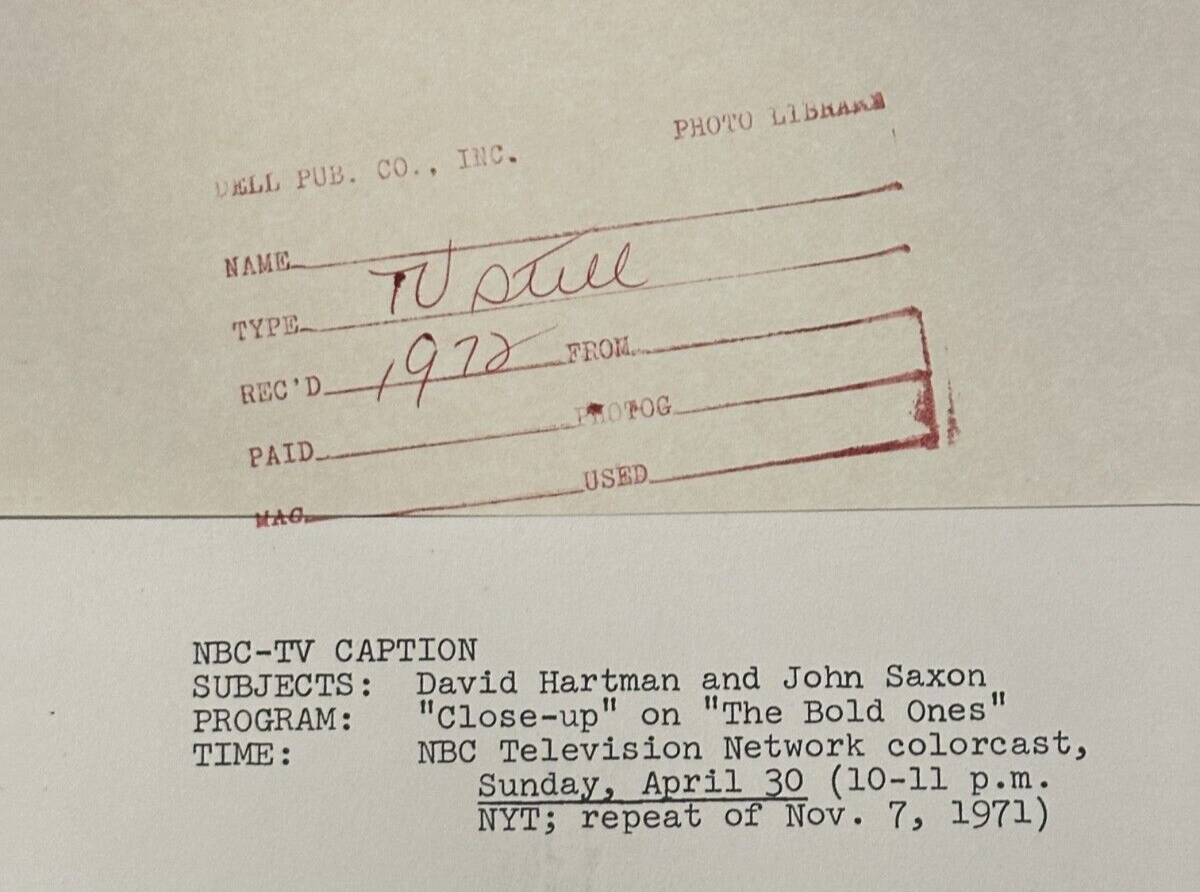 DELL PUB. CO., INC. PHOTO LIBRARY
NAME
TYPE TV still
REC'D 1972 FROM
PAID PHOTOG
MAG. USED
NBC-TV CAPTION
SUBJECTS: David Hartman and John Saxon
PROGRAM: "Close-up" on "The Bold Ones"
TIME: NBC Television Network colorcast,
Sunday, April 30 (10-11 p.m.
NYT; repeat of Nov. 7, 1971)